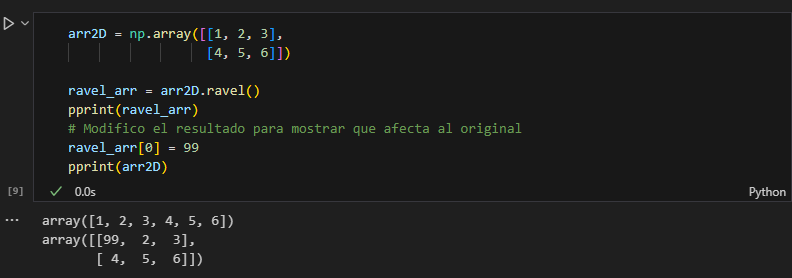 arr2D = np.array([[1, 2, 3],
                  [4, 5, 6]])
ravel_arr = arr2D.ravel()
pprint(ravel_arr)
# Modifico el resultado para mostrar que afecta al original
ravel_arr[0] = 99
pprint(arr2D)
[9] 0.0s Python
array([1, 2, 3, 4, 5, 6])
array([[99,  2,  3],
       [ 4,  5,  6]])